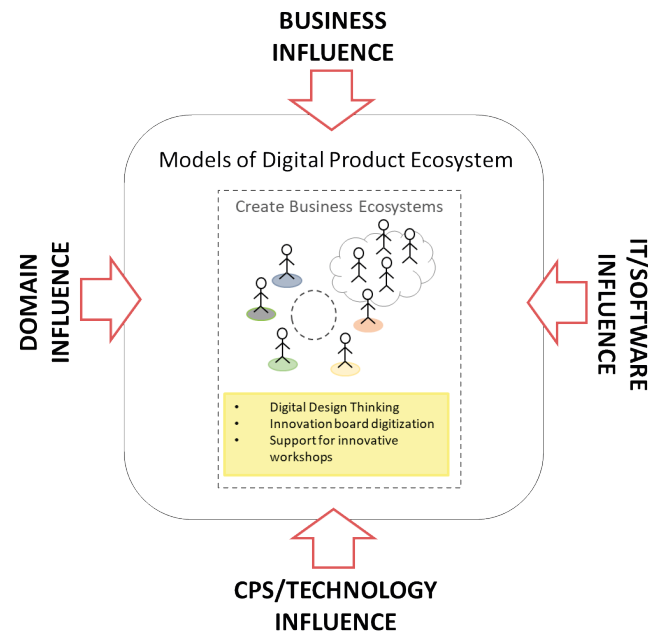 BUSINESS
INFLUENCE
Models of Digital Product Ecosystem
Create Business Ecosystems
DOMAIN
INFLUENCE
IT/SOFTWARE
INFLUENCE
• Digital Design Thinking
• Innovation board digitization
• Support for innovative
workshops
CPS/TECHNOLOGY
INFLUENCE